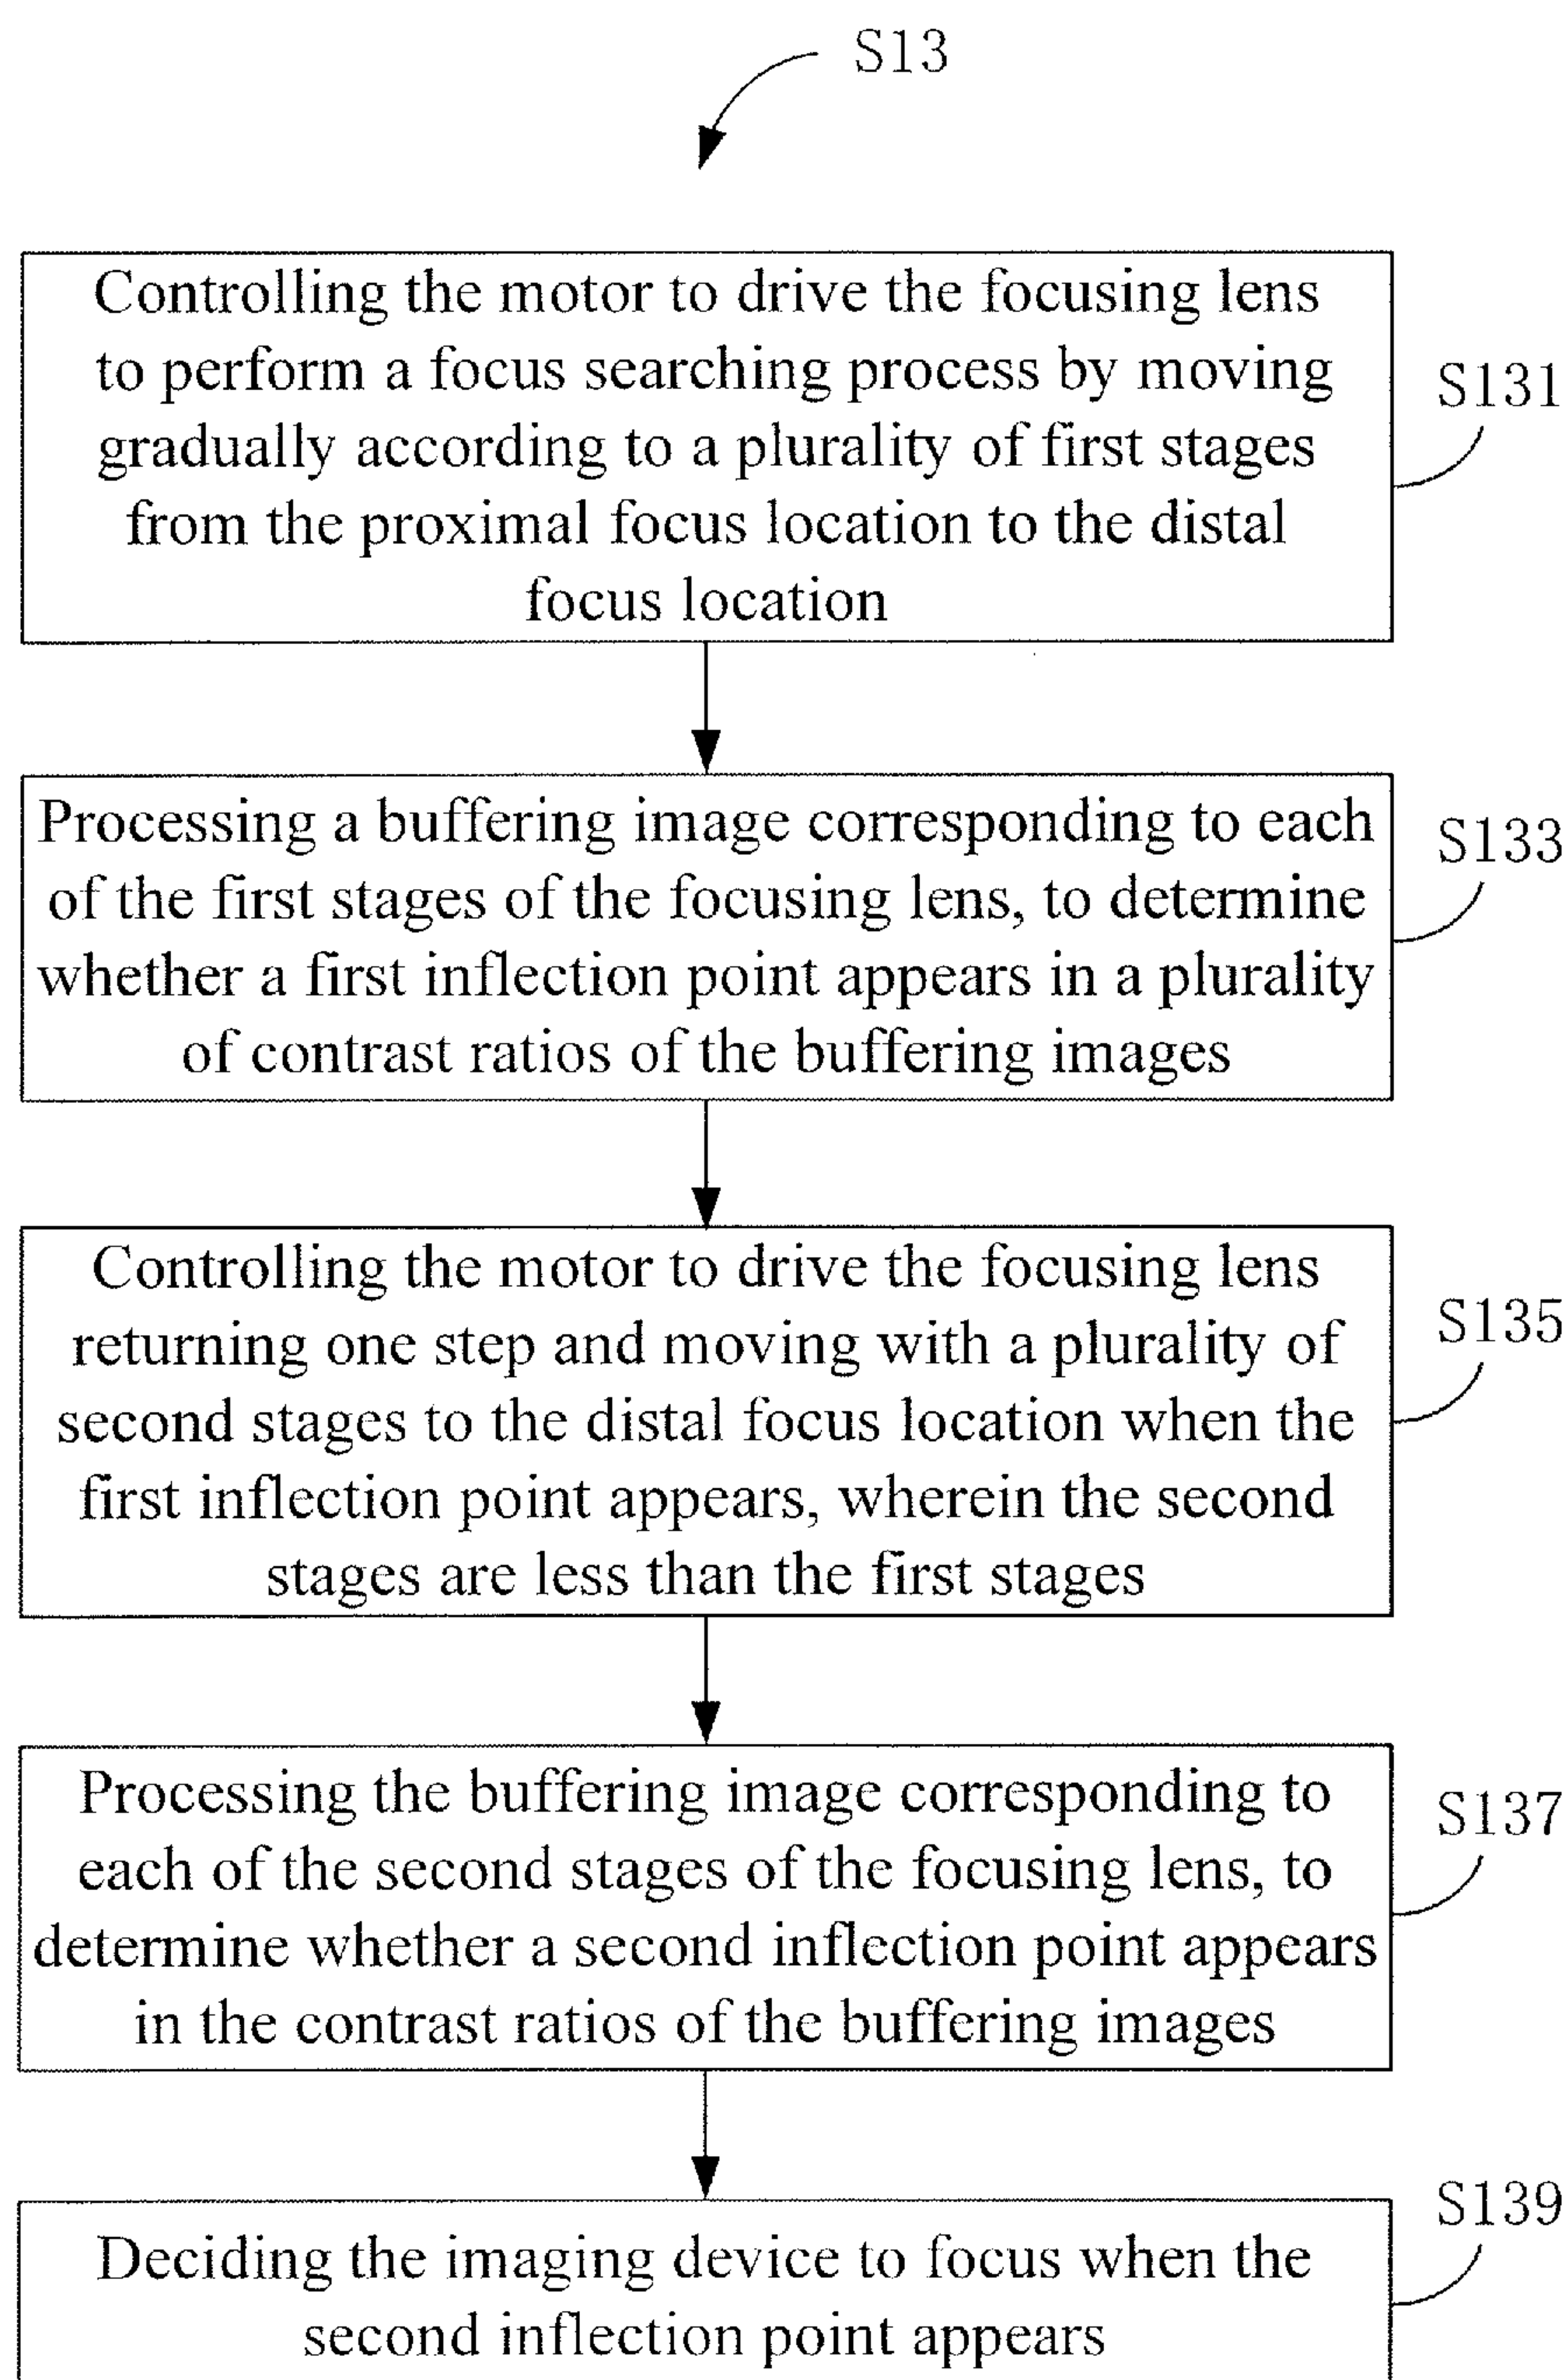 S13
Controlling the motor to drive the focusing lens
to perform a focus searching process by moving
gradually according to a plurality of first stages
from the proximal focus location to the distal
focus location
S131
Processing a buffering image corresponding to each
of the first stages of the focusing lens, to determine
whether a first inflection point appears in a plurality
of contrast ratios of the buffering images
S133
Controlling the motor to drive the focusing lens
returning one step and moving with a plurality of
second stages to the distal focus location when the
first inflection point appears, wherein the second
stages are less than the first stages
S135
Processing the buffering image corresponding to
each of the second stages of the focusing lens, to
determine whether a second inflection point appears
in the contrast ratios of the buffering images
S137
Deciding the imaging device to focus when the
second inflection point appears
S139